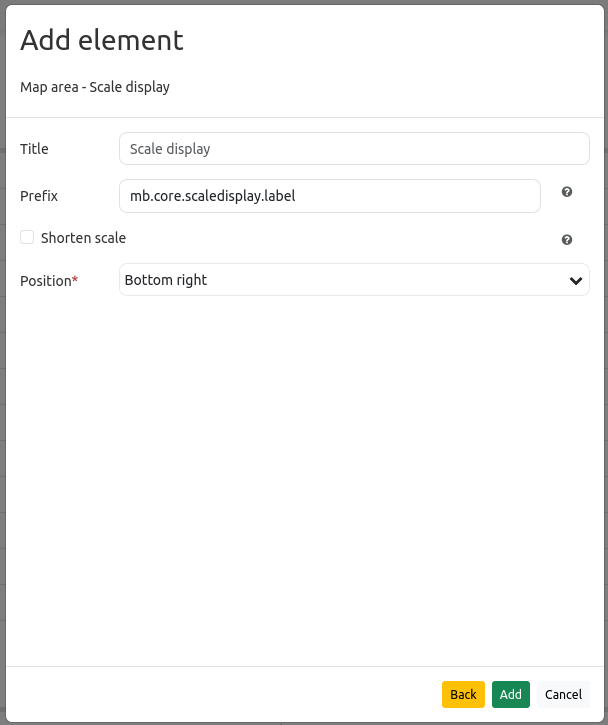 Add element
Map area - Scale display
Title Scale display
Prefix mb.core.scaledisplay.label ?
Shorten scale ?
Position* Bottom right
Back Add Cancel